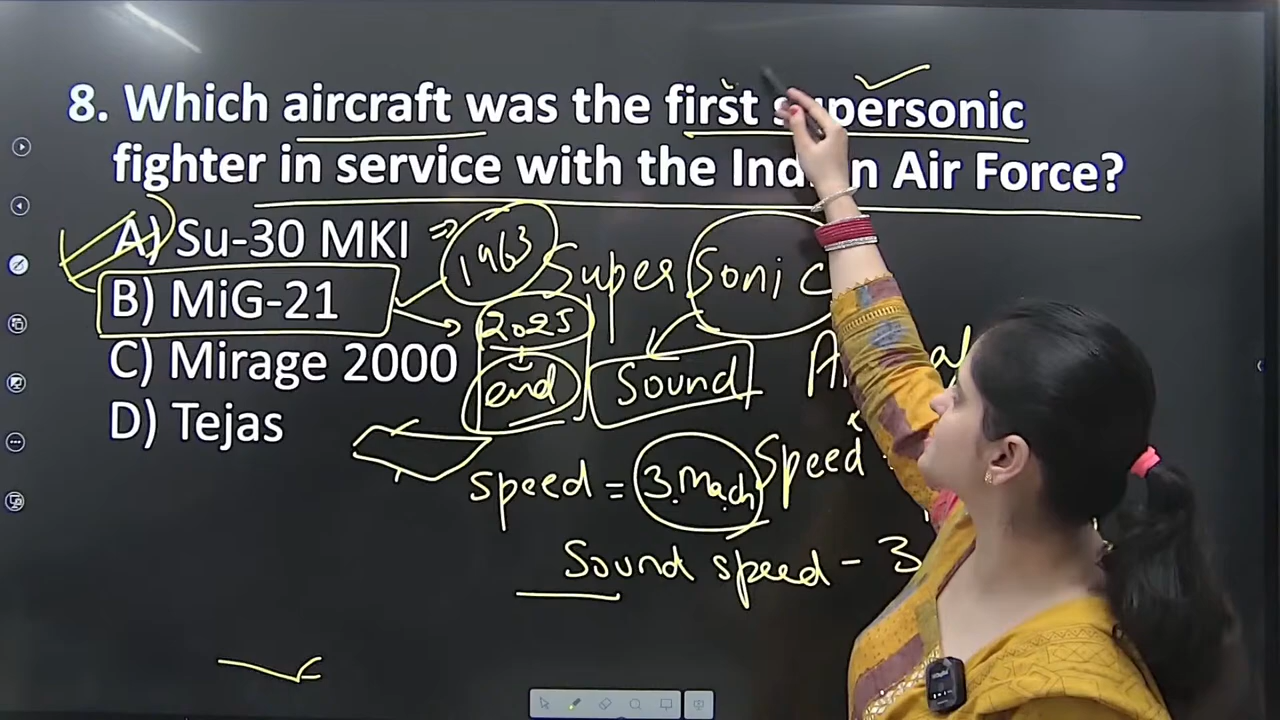 8. Which aircraft was the first supersonic
fighter in service with the Indian Air Force?
A) Su-30 MKI ⇒ 1963
Super Sonic
B) MiG-21
2025
C) Mirage 2000
end
Sound
D) Tejas
speed = 3.Mach
Speed
Sound speed - 3